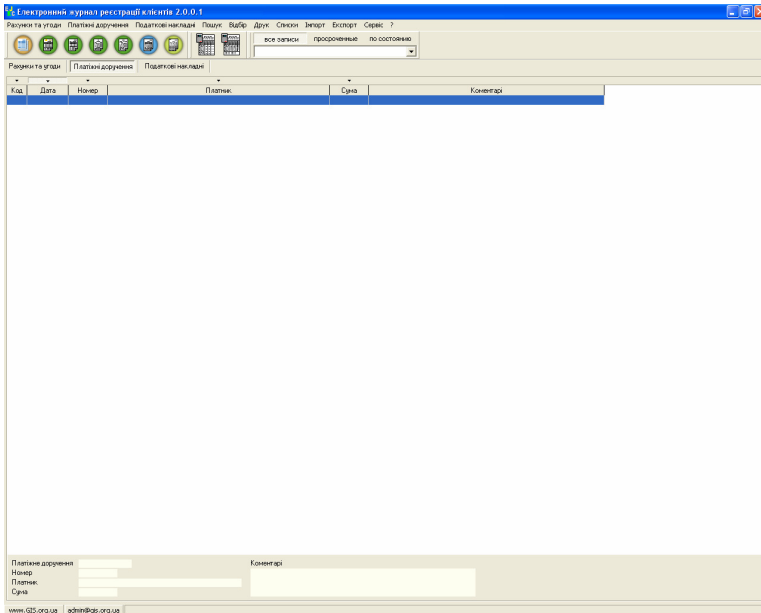 Електронний журнал реєстрації клієнтів 2.0.0.1
Рахунки та угоди Платіжні доручення Податкові накладні Пошук Відбір Друк Списки Імпорт Експорт Сервіс ?
все записи просроченные по состоянию
Рахунки та угоди Платіжні доручення Податкові накладні
Код Дата Номер Платник Сума Коментарі
Платіжне доручення Коментарі
Номер
Платник
Сума
www.GIS.org.ua admin@gis.org.ua